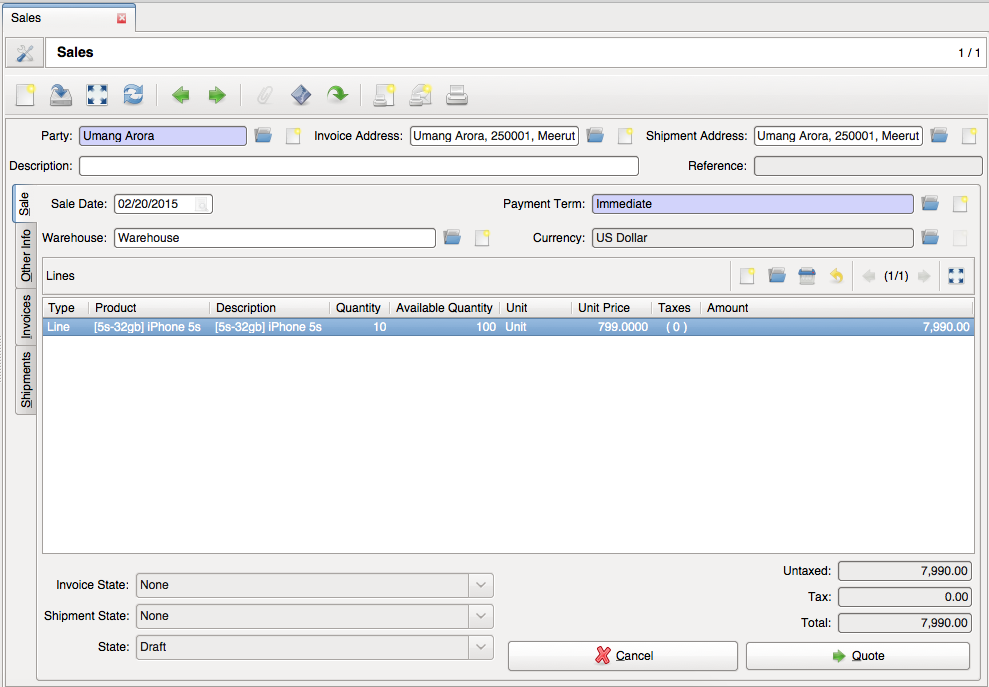 Sales
Sales 1 / 1
Party: Umang Arora Invoice Address: Umang Arora, 250001, Meerut Shipment Address: Umang Arora, 250001, Meerut
Description: Reference:
Sale
Other Info
Invoices
Shipments
Sale Date: 02/20/2015 Payment Term: Immediate
Warehouse: Warehouse Currency: US Dollar
Lines (1/1)
Type Product Description Quantity Available Quantity Unit Unit Price Taxes Amount
Line [5s-32gb] iPhone 5s [5s-32gb] iPhone 5s 10 100 Unit 799.0000 ( 0 ) 7,990.00
Invoice State: None
Shipment State: None
State: Draft
Untaxed: 7,990.00
Tax: 0.00
Total: 7,990.00
Cancel Quote